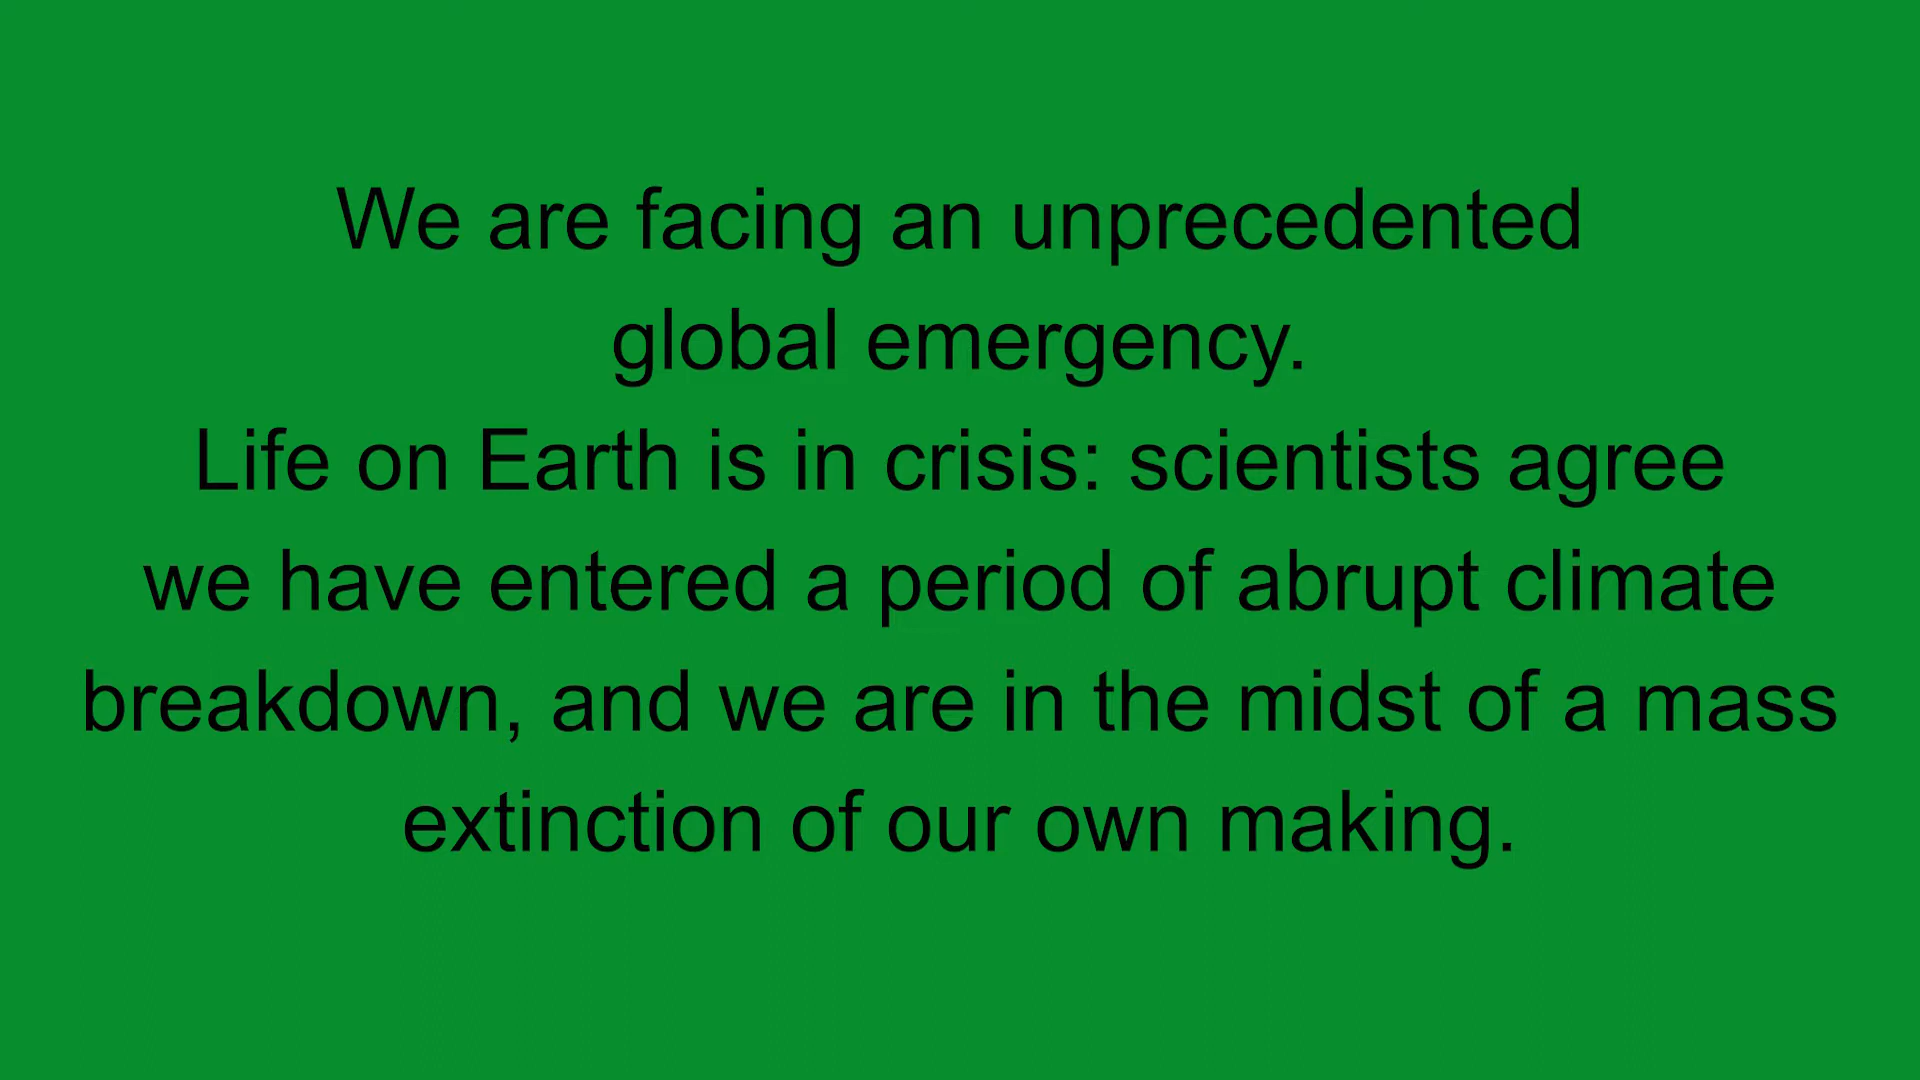 We are facing an unprecedented
global emergency.
Life on Earth is in crisis: scientists agree
we have entered a period of abrupt climate
breakdown, and we are in the midst of a mass
extinction of our own making.